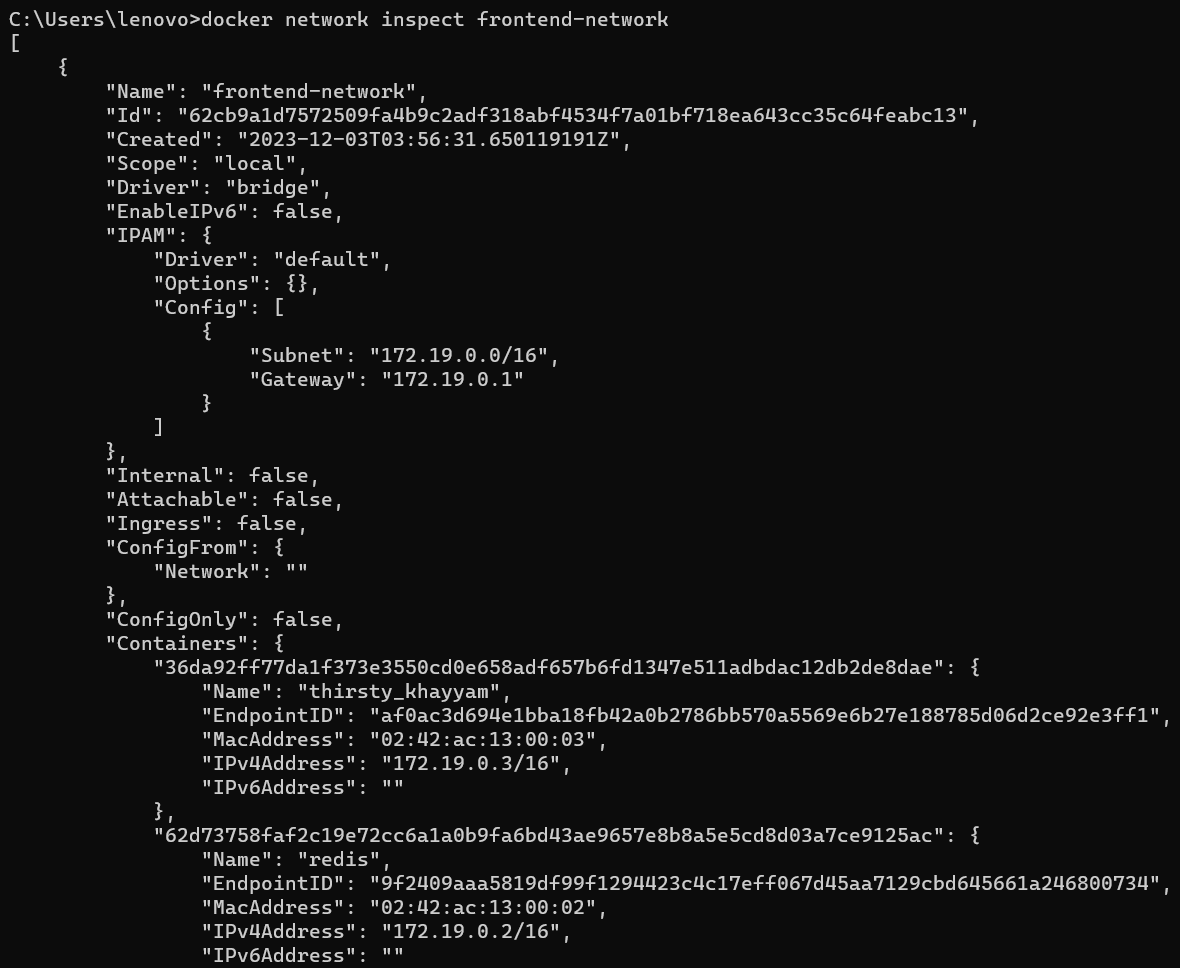 C:\Users\lenovo>docker network inspect frontend-network
[
    {
        "Name": "frontend-network",
        "Id": "62cb9a1d7572509fa4b9c2adf318abf4534f7a01bf718ea643cc35c64feabc13",
        "Created": "2023-12-03T03:56:31.650119191Z",
        "Scope": "local",
        "Driver": "bridge",
        "EnableIPv6": false,
        "IPAM": {
            "Driver": "default",
            "Options": {},
            "Config": [
                {
                    "Subnet": "172.19.0.0/16",
                    "Gateway": "172.19.0.1"
                }
            ]
        },
        "Internal": false,
        "Attachable": false,
        "Ingress": false,
        "ConfigFrom": {
            "Network": ""
        },
        "ConfigOnly": false,
        "Containers": {
            "36da92ff77da1f373e3550cd0e658adf657b6fd1347e511adbdac12db2de8dae": {
                "Name": "thirsty_khayyam",
                "EndpointID": "af0ac3d694e1bba18fb42a0b2786bb570a5569e6b27e188785d06d2ce92e3ff1",
                "MacAddress": "02:42:ac:13:00:03",
                "IPv4Address": "172.19.0.3/16",
                "IPv6Address": ""
            },
            "62d73758faf2c19e72cc6a1a0b9fa6bd43ae9657e8b8a5e5cd8d03a7ce9125ac": {
                "Name": "redis",
                "EndpointID": "9f2409aaa5819df99f1294423c4c17eff067d45aa7129cbd645661a246800734",
                "MacAddress": "02:42:ac:13:00:02",
                "IPv4Address": "172.19.0.2/16",
                "IPv6Address": ""